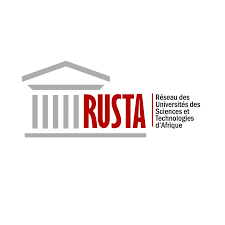 RUSTA
Réseau des
Universités des
Sciences et
Technologies
d'Afrique